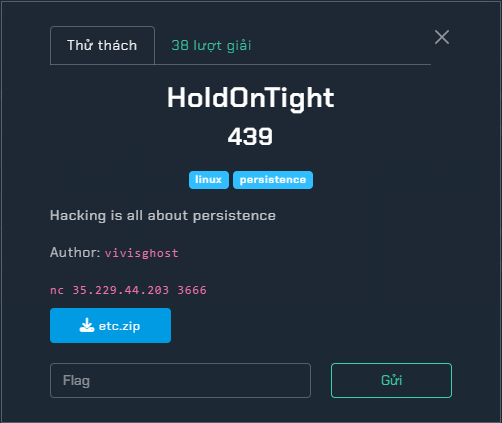 Thử thách
38 lượt giải
HoldOnTight
439
linux persistence
Hacking is all about persistence
Author: vivisghost
nc 35.229.44.203 3666
etc.zip
Flag
Gửi